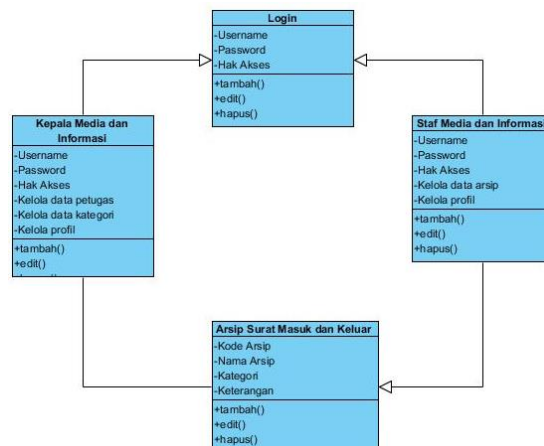 Login
-Username
-Password
-Hak Akses
+tambah()
+edit()
+hapus()
Kepala Media dan
Informasi
-Username
-Password
-Hak Akses
-Kelola data petugas
-Kelola data kategori
-Kelola profil
+tambah()
+edit()
Staf Media dan Informasi
-Username
-Password
-Hak Akses
-Kelola data arsip
-Kelola profil
+tambah()
+edit()
+hapus()
Arsip Surat Masuk dan Keluar
-Kode Arsip
-Nama Arsip
-Kategori
-Keterangan
+tambah()
+edit()
+hapus()